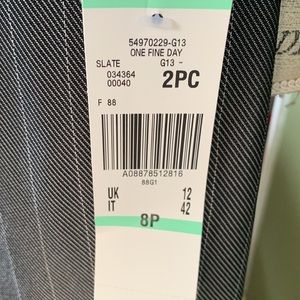 54970229-G13
ONE FINE DAY
SLATE G13 -
034364 2PC
00040
F 88
A08878512816
88G1
UK 12
IT 42
8P